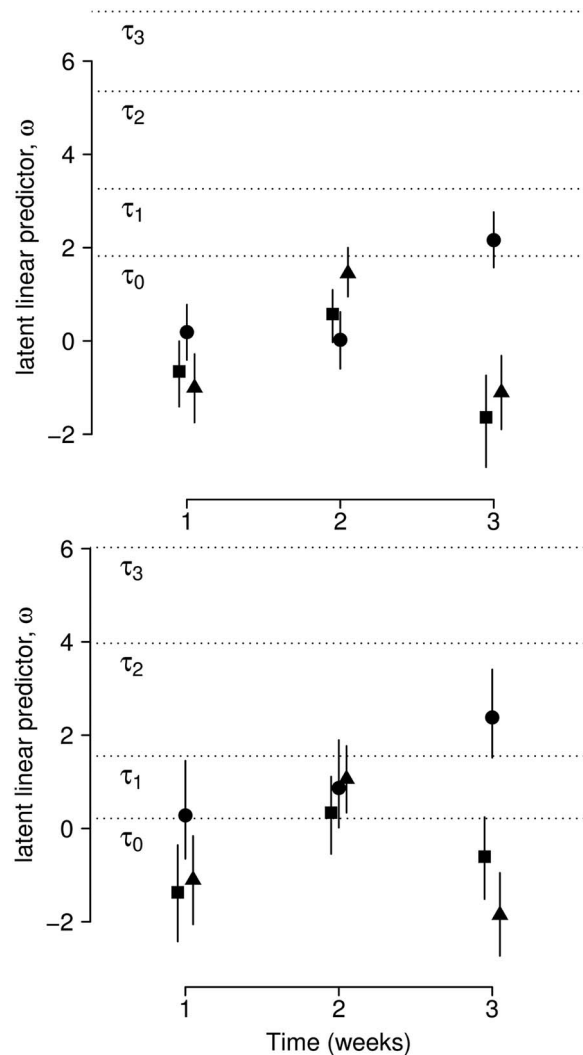 τ3
6
τ2
4
τ1
2
τ0
0
−2
latent linear predictor, ω
1 2 3
6
τ3
4
τ2
2
τ1
0
τ0
−2
latent linear predictor, ω
1 2 3
Time (weeks)